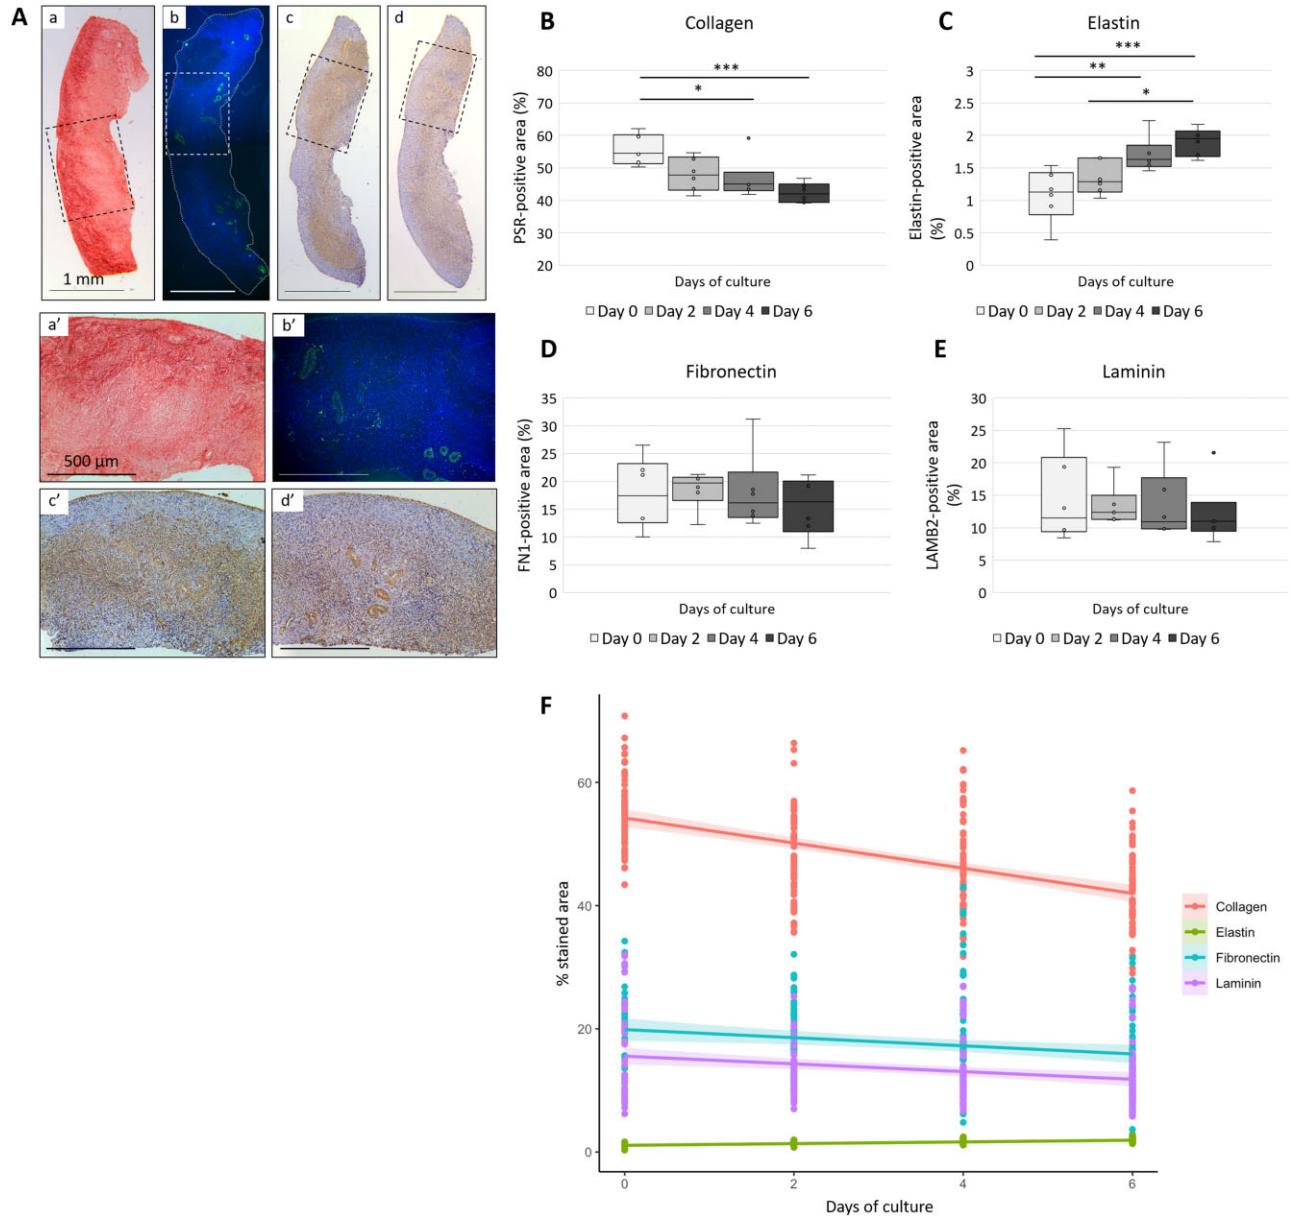 A
a
b
c
d
1 mm
a’
b’
500 µm
c’
d’
B
Collagen
***
*
PSR-positive area (%)
80
70
60
50
40
30
20
Days of culture
Day 0 Day 2 Day 4 Day 6
C
Elastin
***
**
*
Elastin-positive area
(%)
3
2.5
2
1.5
1
0.5
0
Days of culture
Day 0 Day 2 Day 4 Day 6
D
Fibronectin
FN1-positive area (%)
35
30
25
20
15
10
5
0
Days of culture
Day 0 Day 2 Day 4 Day 6
E
Laminin
LAMB2-positive area
(%)
30
25
20
15
10
5
0
Days of culture
Day 0 Day 2 Day 4 Day 6
F
% stained area
60
40
20
0
0 2 4 6
Days of culture
Collagen
Elastin
Fibronectin
Laminin